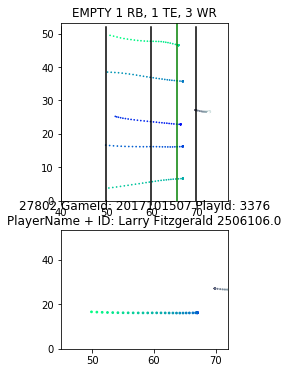 EMPTY 1 RB, 1 TE, 3 WR
50
40
30
20
10
0
40 50 60 70
27802 GameId: 2017101507 PlayId: 3376
PlayerName + ID: Larry Fitzgerald 2506106.0
40
20
0
50 60 70